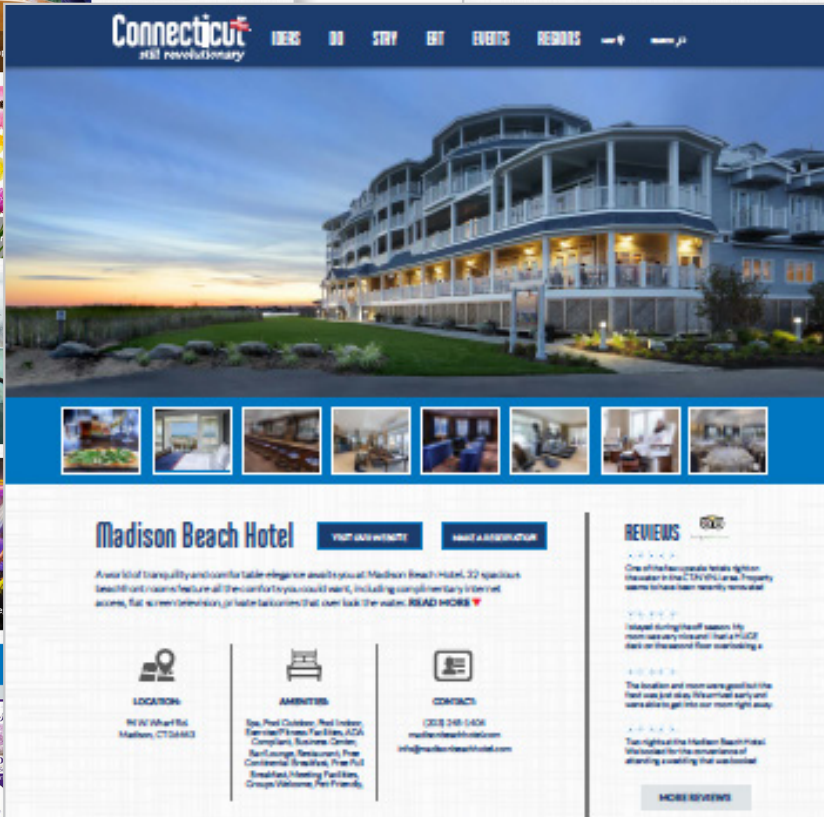 Connecticut
still revolutionary
IDEAS DO STAY EAT EVENTS REGIONS MAP SEARCH
Madison Beach Hotel
VISIT OUR WEBSITE MAKE A RESERVATION
A world of tranquility and comfortable elegance awaits you at Madison Beach Hotel. 32 spacious
beachfront rooms feature all the comforts you could want, including complimentary internet
access, flat screen television, private balconies that over look the water. READ MORE
LOCATION:
94 W Wharf Rd.
Madison, CT 06443
AMENITIES:
Spa, Pool Outdoor, Pool Indoor,
Exercise/Fitness Facilities, ADA
Compliant, Business Center,
Bar/Lounge, Restaurant, Free
Continental Breakfast, Free Full
Breakfast, Meeting Facilities,
Groups Welcome, Pet Friendly,
CONTACT:
(203) 245-1404
madisonbeachhotel.com
info@madisonbeachhotel.com
REVIEWS
One of the few upscale hotels right on
the water in the CT/NY/NJ area. Property
seems to have been recently renovated
I stayed during the off season. My
room was very nice and I had a HUGE
deck on the second floor overlooking a
The location and room were good but the
food was just okay. We arrived early and
were able to get into our room right away.
Two nights at the Madison Beach Hotel.
We booked for the convenience of
attending a wedding that was booked
MORE REVIEWS